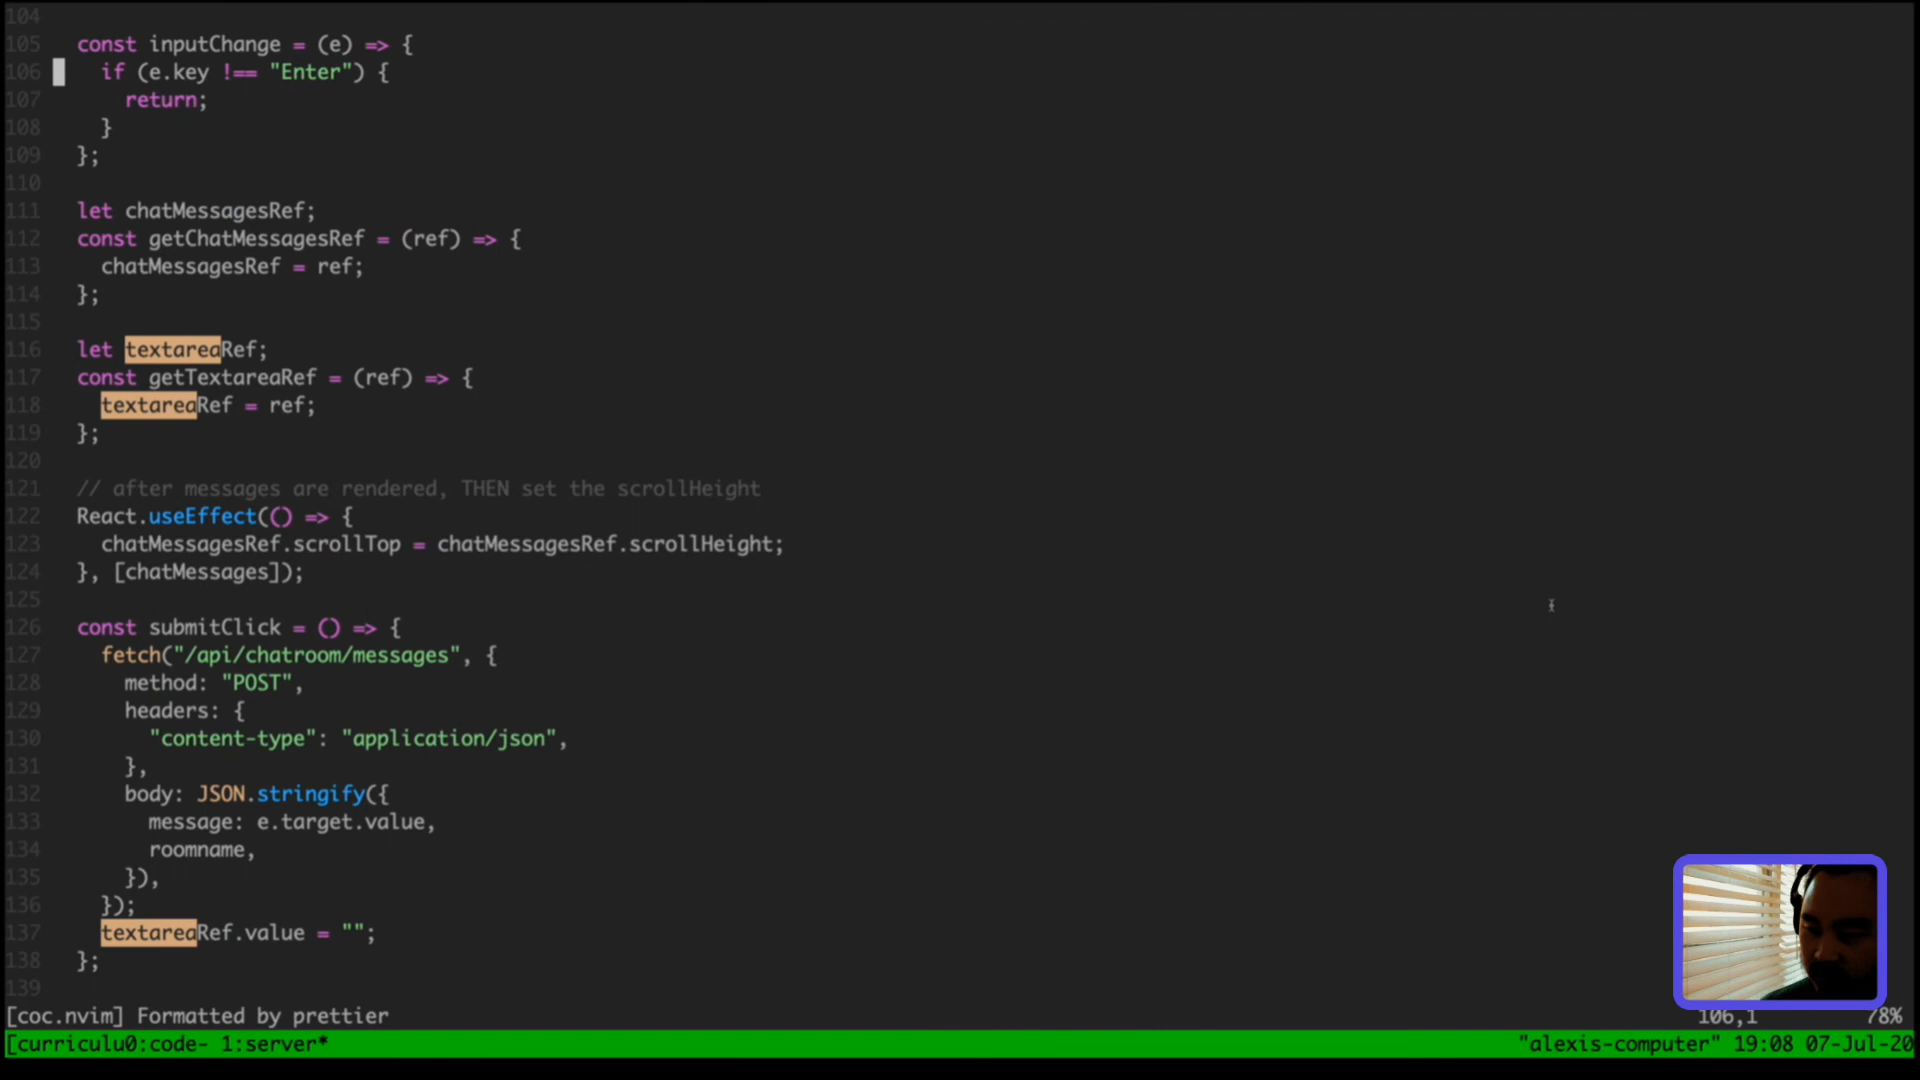 104
105 const inputChange = (e) => {
106 if (e.key !== "Enter") {
107 return;
108 }
109 };
110
111 let chatMessagesRef;
112 const getChatMessagesRef = (ref) => {
113 chatMessagesRef = ref;
114 };
115
116 let textareaRef;
117 const getTextareaRef = (ref) => {
118 textareaRef = ref;
119 };
120
121 // after messages are rendered, THEN set the scrollHeight
122 React.useEffect(() => {
123 chatMessagesRef.scrollTop = chatMessagesRef.scrollHeight;
124 }, [chatMessages]);
125
126 const submitClick = () => {
127 fetch("/api/chatroom/messages", {
128 method: "POST",
129 headers: {
130 "content-type": "application/json",
131 },
132 body: JSON.stringify({
133 message: e.target.value,
134 roomname,
135 }),
136 });
137 textareaRef.value = "";
138 };
139
[coc.nvim] Formatted by prettier 106,1 78%
[curriculu0:code- 1:server* "alexis-computer" 19:08 07-Jul-20